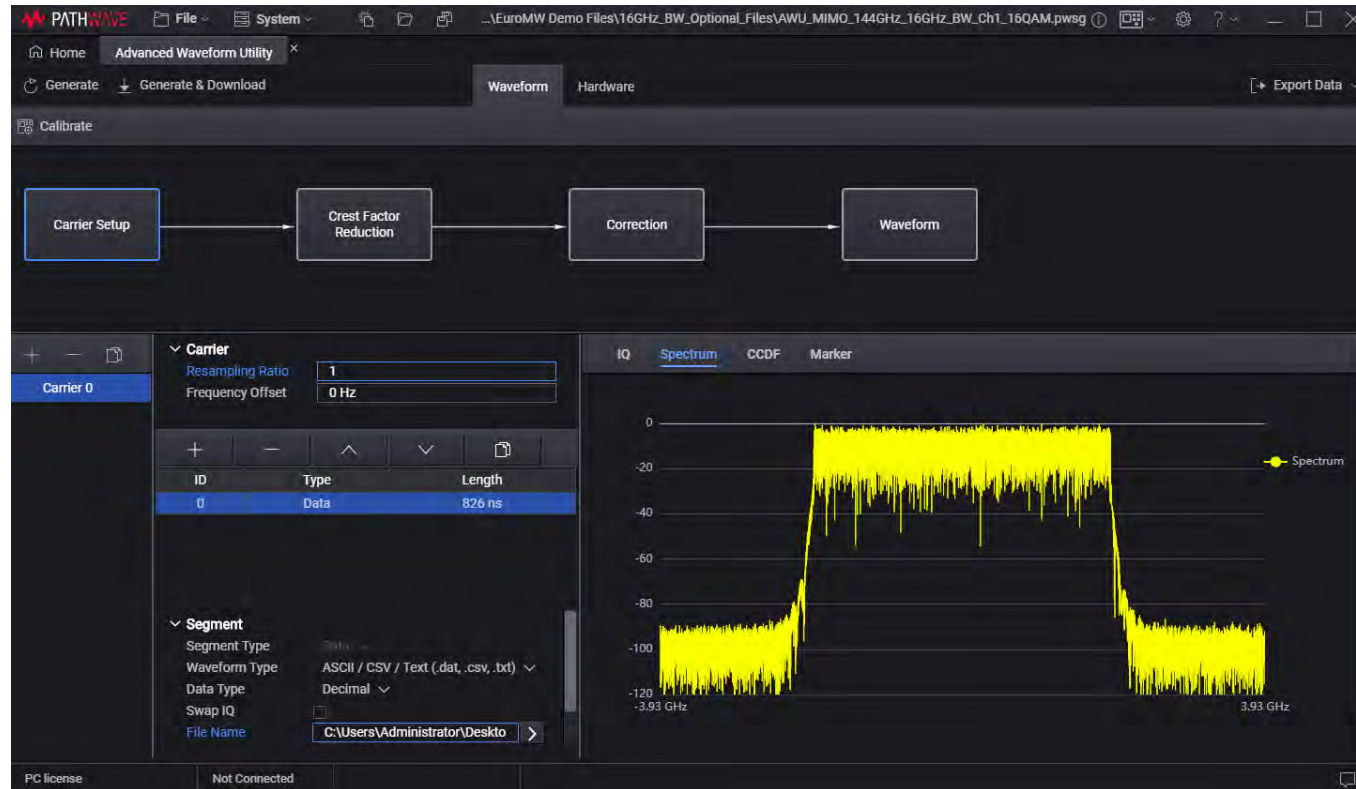 PATHWAVE File System ...\EuroMW Demo Files\16GHz_BW_Optional_Files\AWU_MIMO_144GHz_16GHz_BW_Ch1_16QAM.pwsg ?
Home Advanced Waveform Utility ×
Generate Generate & Download Waveform Hardware Export Data
Calibrate
Carrier Setup
Crest Factor
Reduction
Correction
Waveform
Carrier 0
Carrier
Resampling Ratio 1
Frequency Offset 0 Hz
ID Type Length
0 Data 826 ns
Segment
Segment Type
Waveform Type ASCII / CSV / Text (.dat, .csv, .txt)
Data Type Decimal
Swap IQ
File Name C:\Users\Administrator\Deskto
IQ Spectrum CCDF Marker
0
-20
-40
-60
-80
-100
-120
-3.93 GHz 3.93 GHz
Spectrum
PC license Not Connected